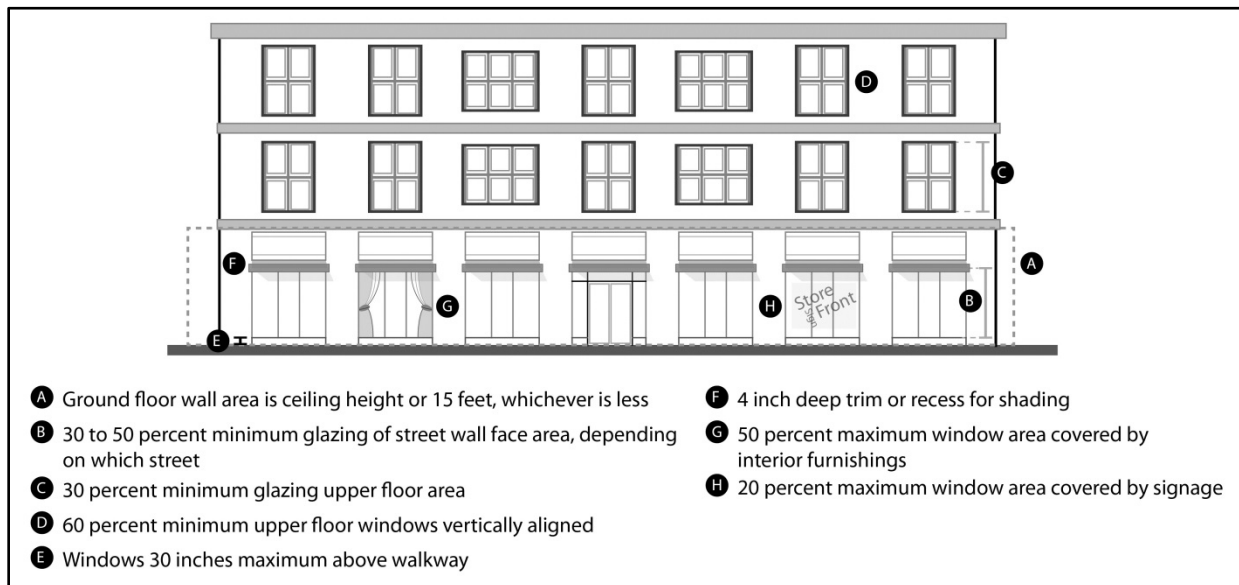 D
C
F
A
G
H
Store
Sign
Front
B
E
A Ground floor wall area is ceiling height or 15 feet, whichever is less
B 30 to 50 percent minimum glazing of street wall face area, depending
on which street
C 30 percent minimum glazing upper floor area
D 60 percent minimum upper floor windows vertically aligned
E Windows 30 inches maximum above walkway
F 4 inch deep trim or recess for shading
G 50 percent maximum window area covered by
interior furnishings
H 20 percent maximum window area covered by signage